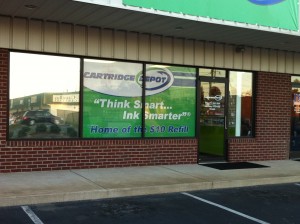 CARTRIDGE DEPOT
"Think Smart...
Ink Smarter"®
Home of the $10 Refill